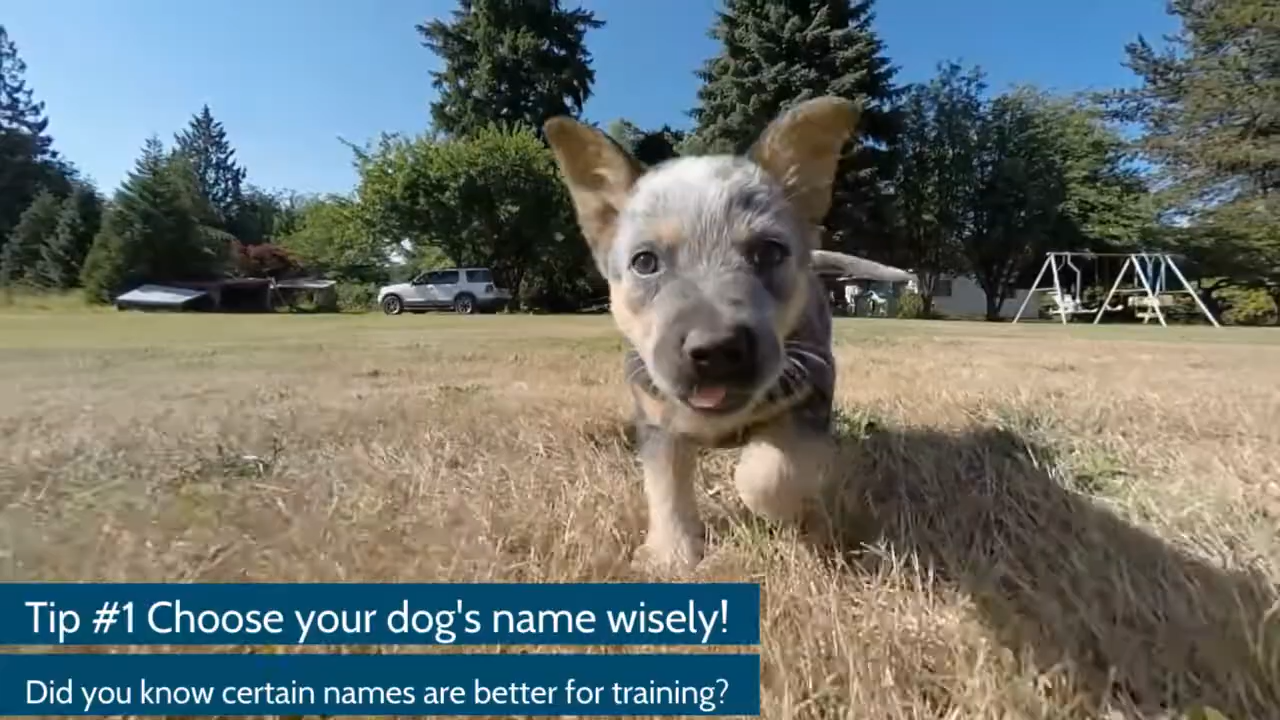 Tip #1 Choose your dog's name wisely!
Did you know certain names are better for training?